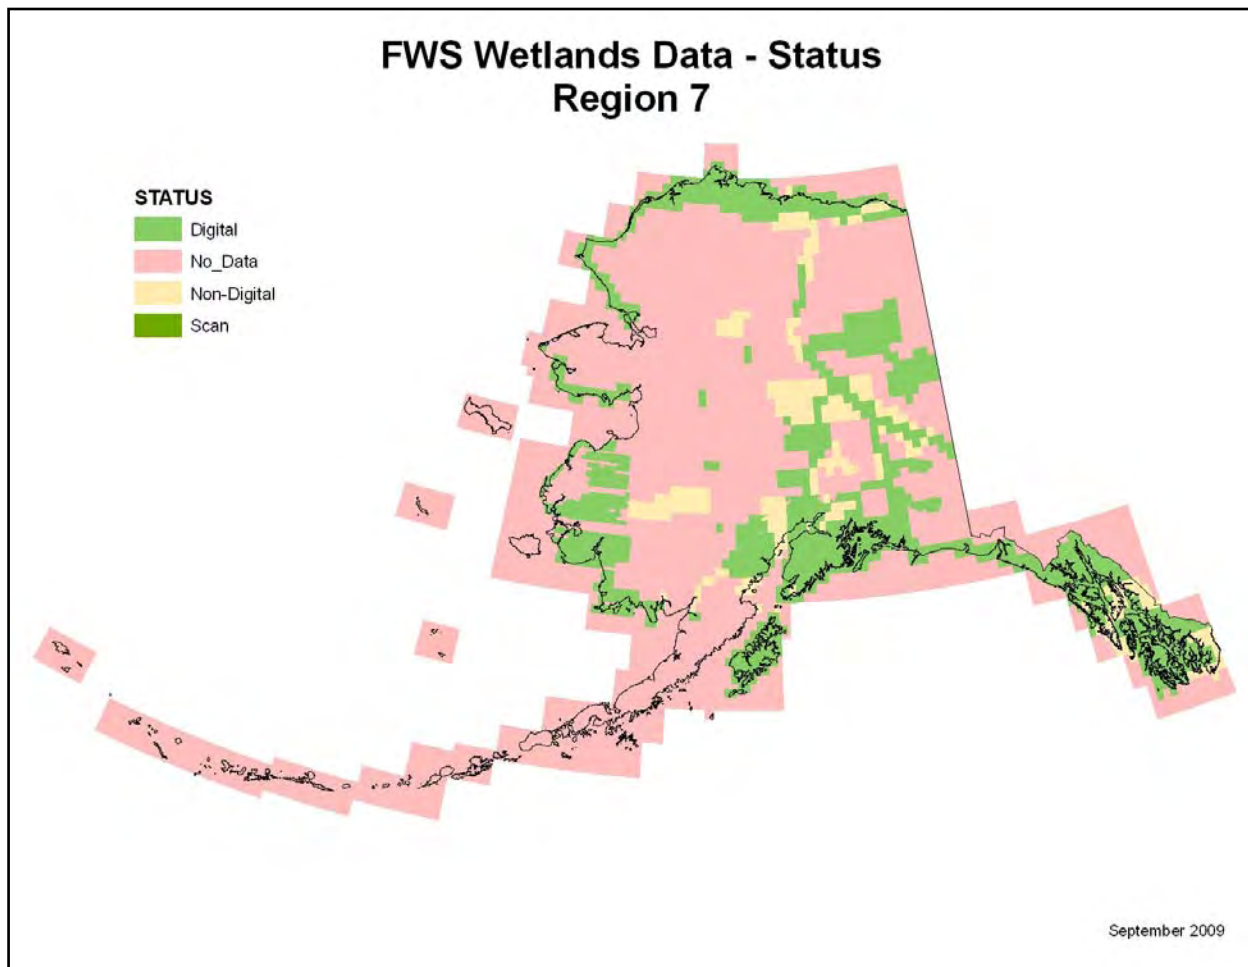 FWS Wetlands Data - Status
Region 7
STATUS
Digital
No_Data
Non-Digital
Scan
September 2009